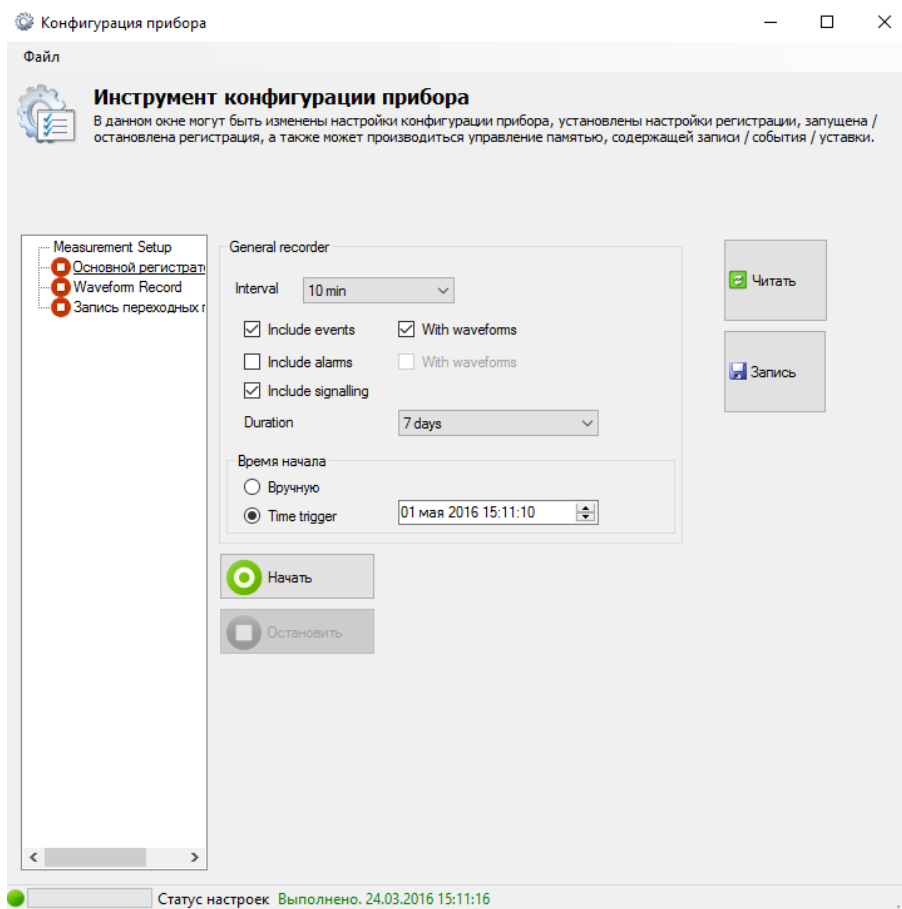 Конфигурация прибора
Файл
Инструмент конфигурации прибора
В данном окне могут быть изменены настройки конфигурации прибора, установлены настройки регистрации, запущена /
остановлена регистрация, а также может производиться управление памятью, содержащей записи / события / уставки.
Measurement Setup
Основной регистрат
Waveform Record
Запись переходных п
General recorder
Interval 10 min
Include events With waveforms
Include alarms With waveforms
Include signalling
Duration 7 days
Время начала
Вручную
Time trigger 01 мая 2016 15:11:10
Начать
Остановить
Читать
Запись
Статус настроек Выполнено. 24.03.2016 15:11:16